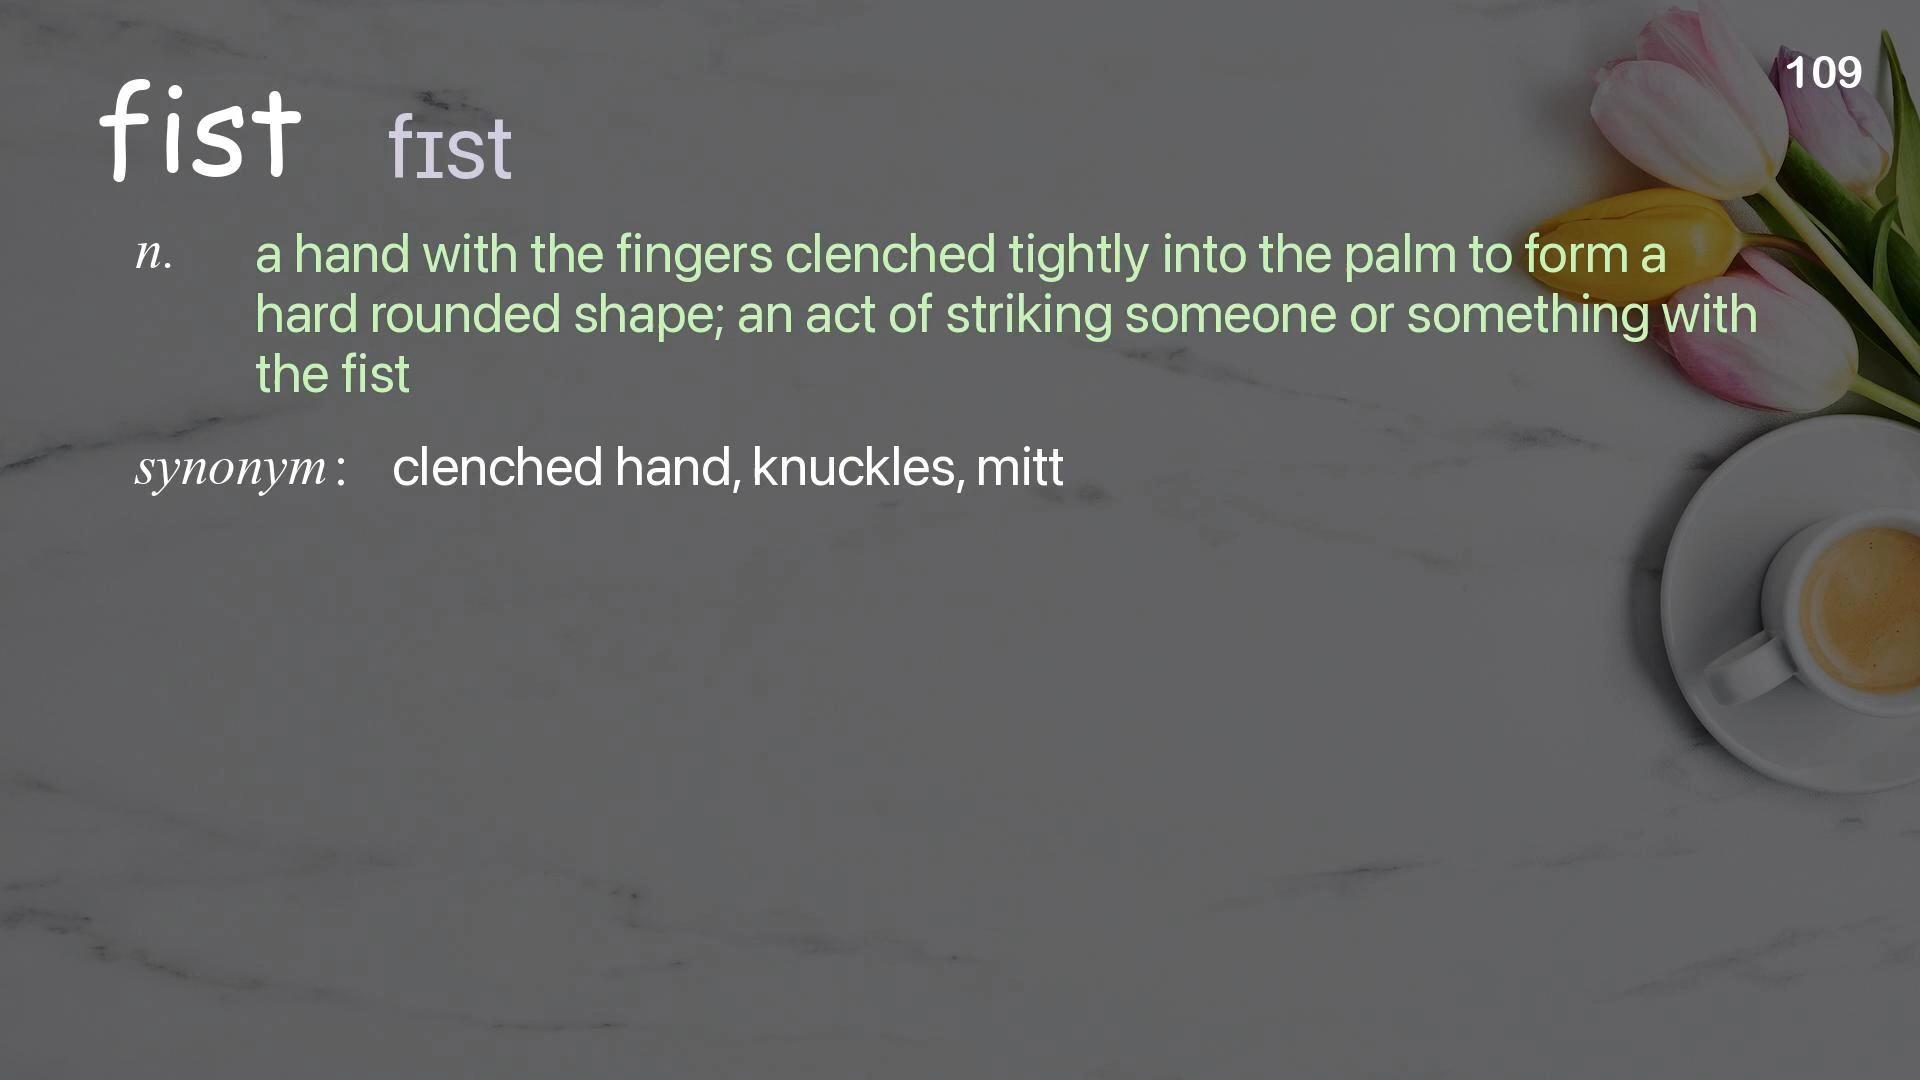 109
fist fɪst
n. a hand with the fingers clenched tightly into the palm to form a
hard rounded shape; an act of striking someone or something with
the fist
synonym : clenched hand, knuckles, mitt